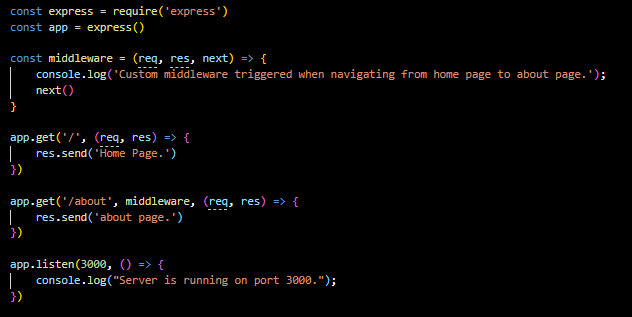 const express = require('express')
const app = express()
const middleware = (req, res, next) => {
console.log('Custom middleware triggered when navigating from home page to about page.');
next()
}
app.get('/', (req, res) => {
res.send('Home Page.')
})
app.get('/about', middleware, (req, res) => {
res.send('about page.')
})
app.listen(3000, () => {
console.log("Server is running on port 3000.");
})